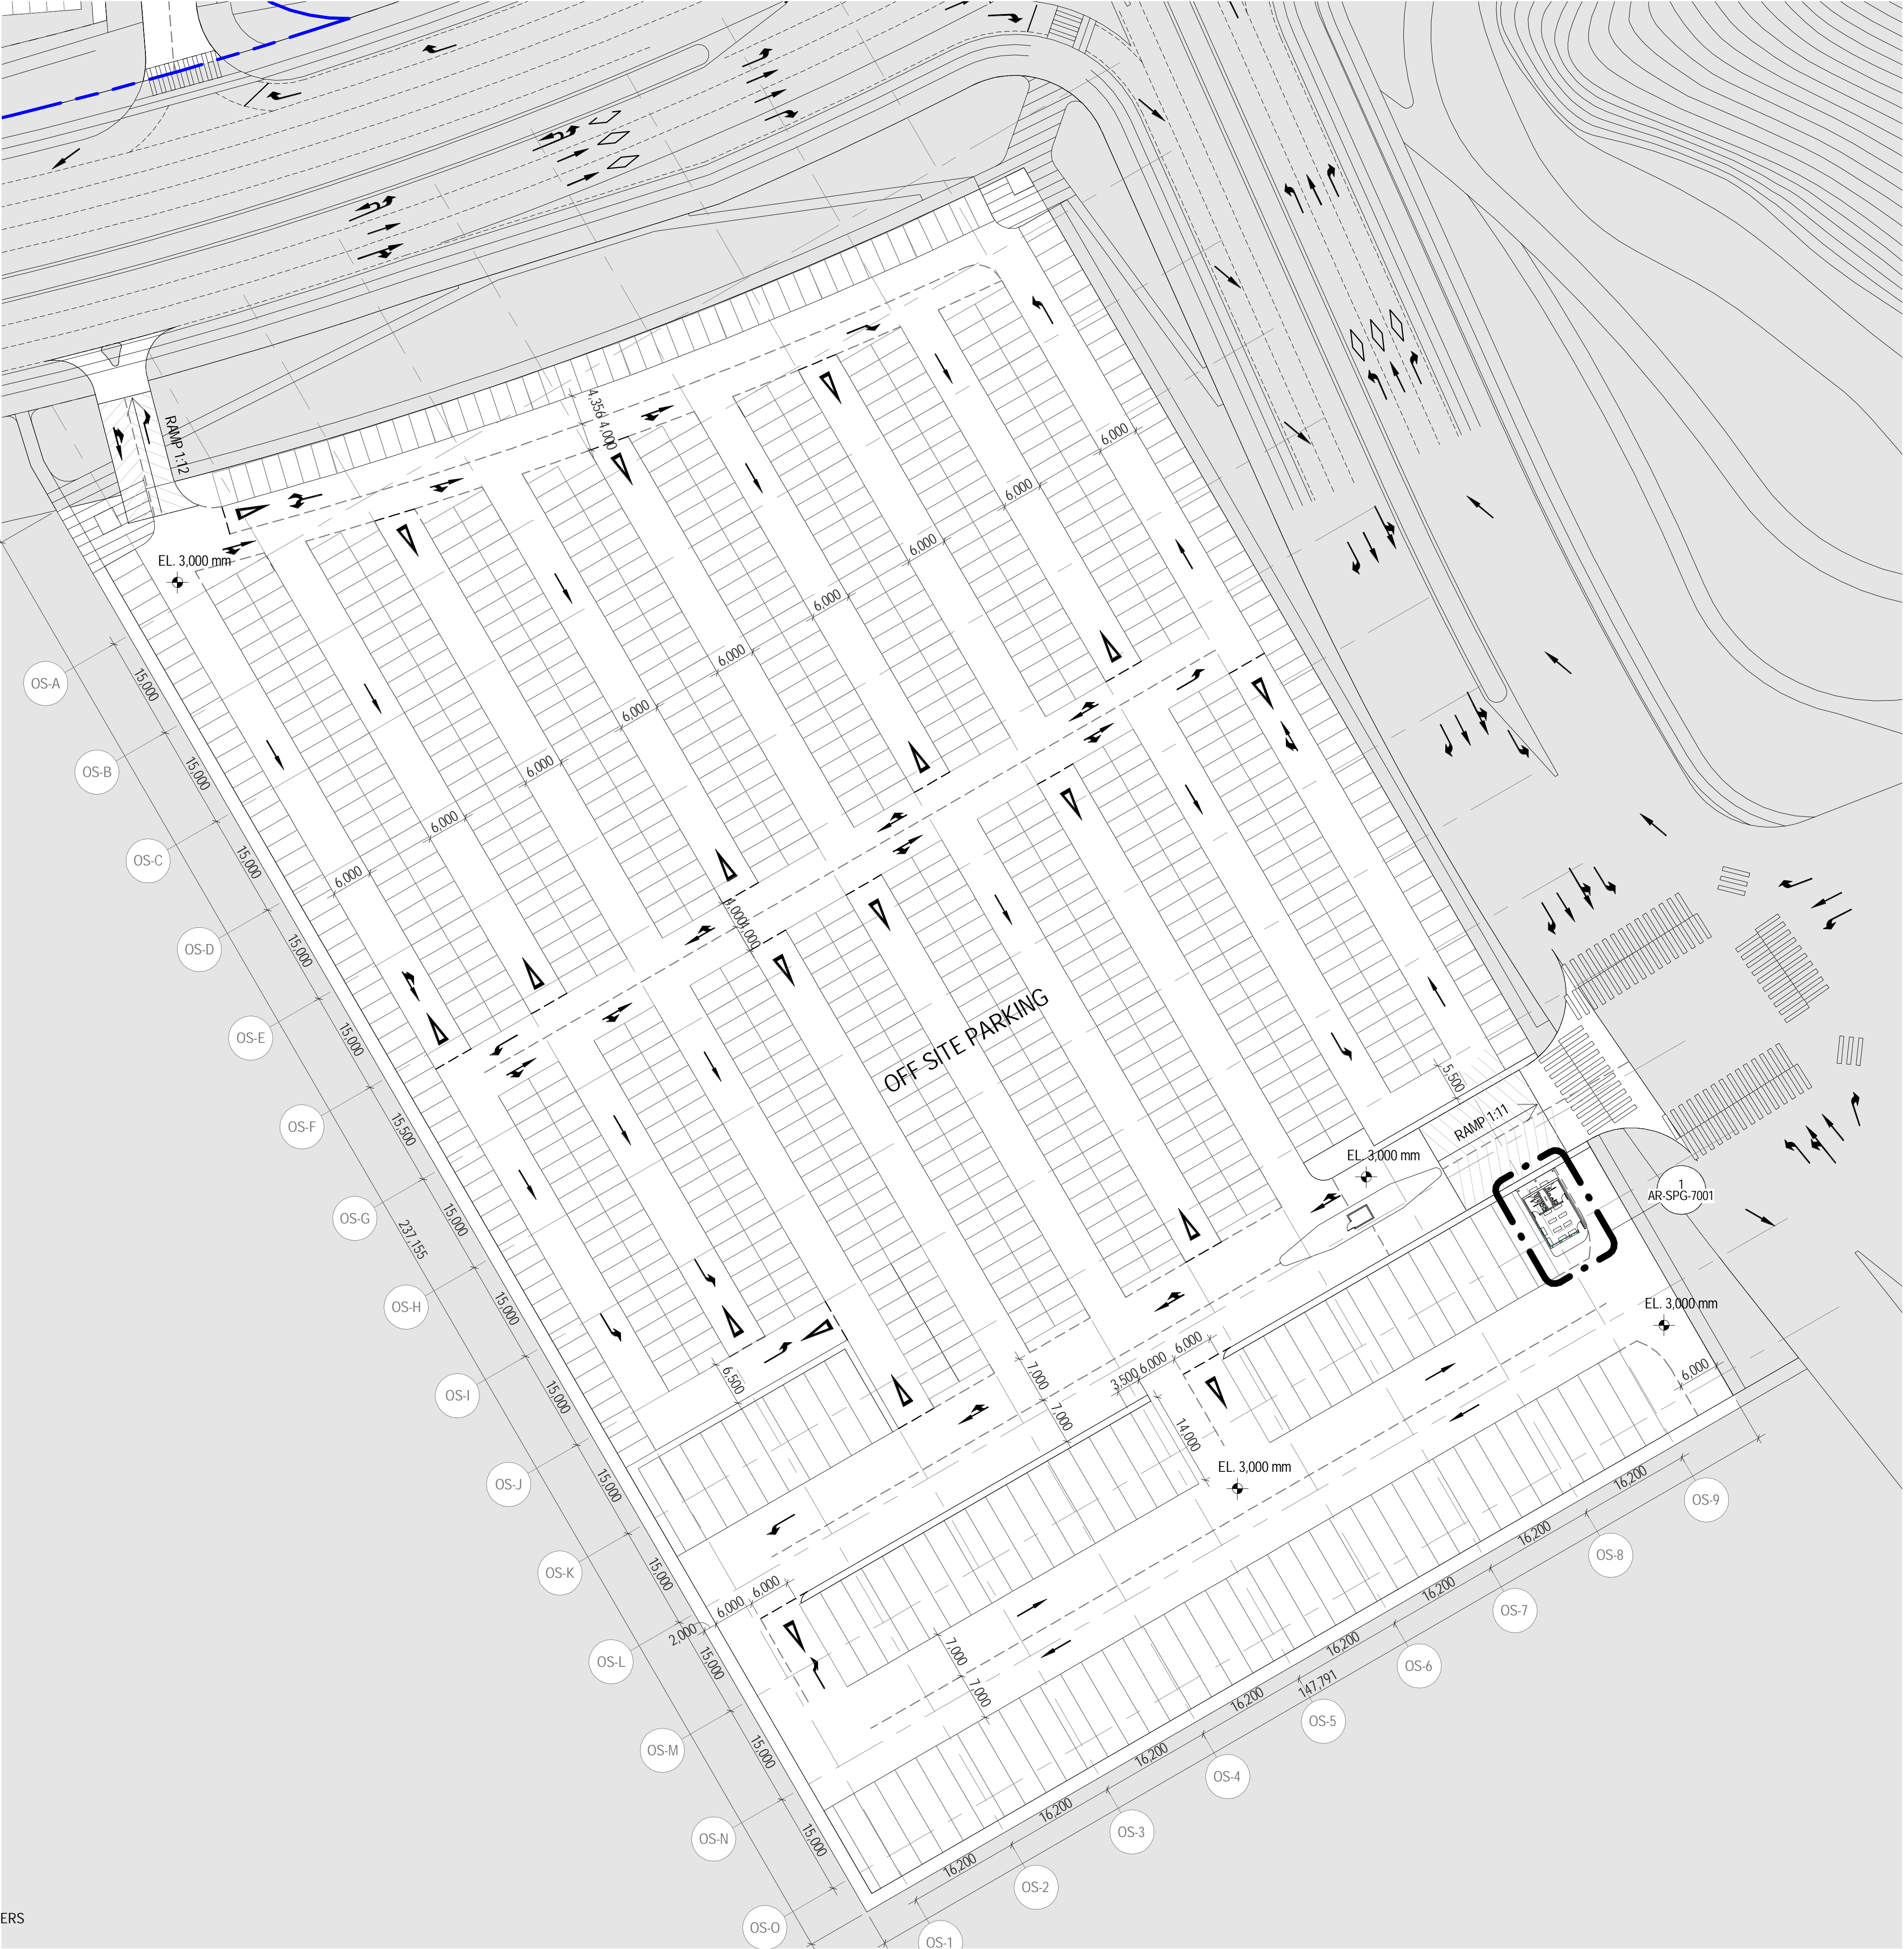 RAMP 1:12
4,356
4,000
EL. 3,000 mm
6,000
6,000
6,000
6,000
6,000
6,000
6,000
6,000
6,000
OS-A
15,000
OS-B
15,000
OS-C
15,000
OS-D
15,000
OS-E
15,000
OS-F
15,500
OS-G
15,000
237,155
OS-H
15,000
OS-I
15,000
OS-J
15,000
OS-K
15,000
OS-L
15,000
OS-M
15,000
OS-N
15,000
OS-O
4,000
4,000
OFF SITE PARKING
5,500
RAMP 1:11
EL. 3,000 mm
1
AR-SPG-7001
EL. 3,000 mm
6,000
6,500
7,000
7,000
3,500
6,000
6,000
14,000
EL. 3,000 mm
2,000
6,000
6,000
7,000
7,000
16,200
OS-9
16,200
OS-8
16,200
OS-7
16,200
OS-6
147,791
16,200
OS-5
16,200
OS-4
16,200
OS-3
16,200
OS-2
OS-1
ERS